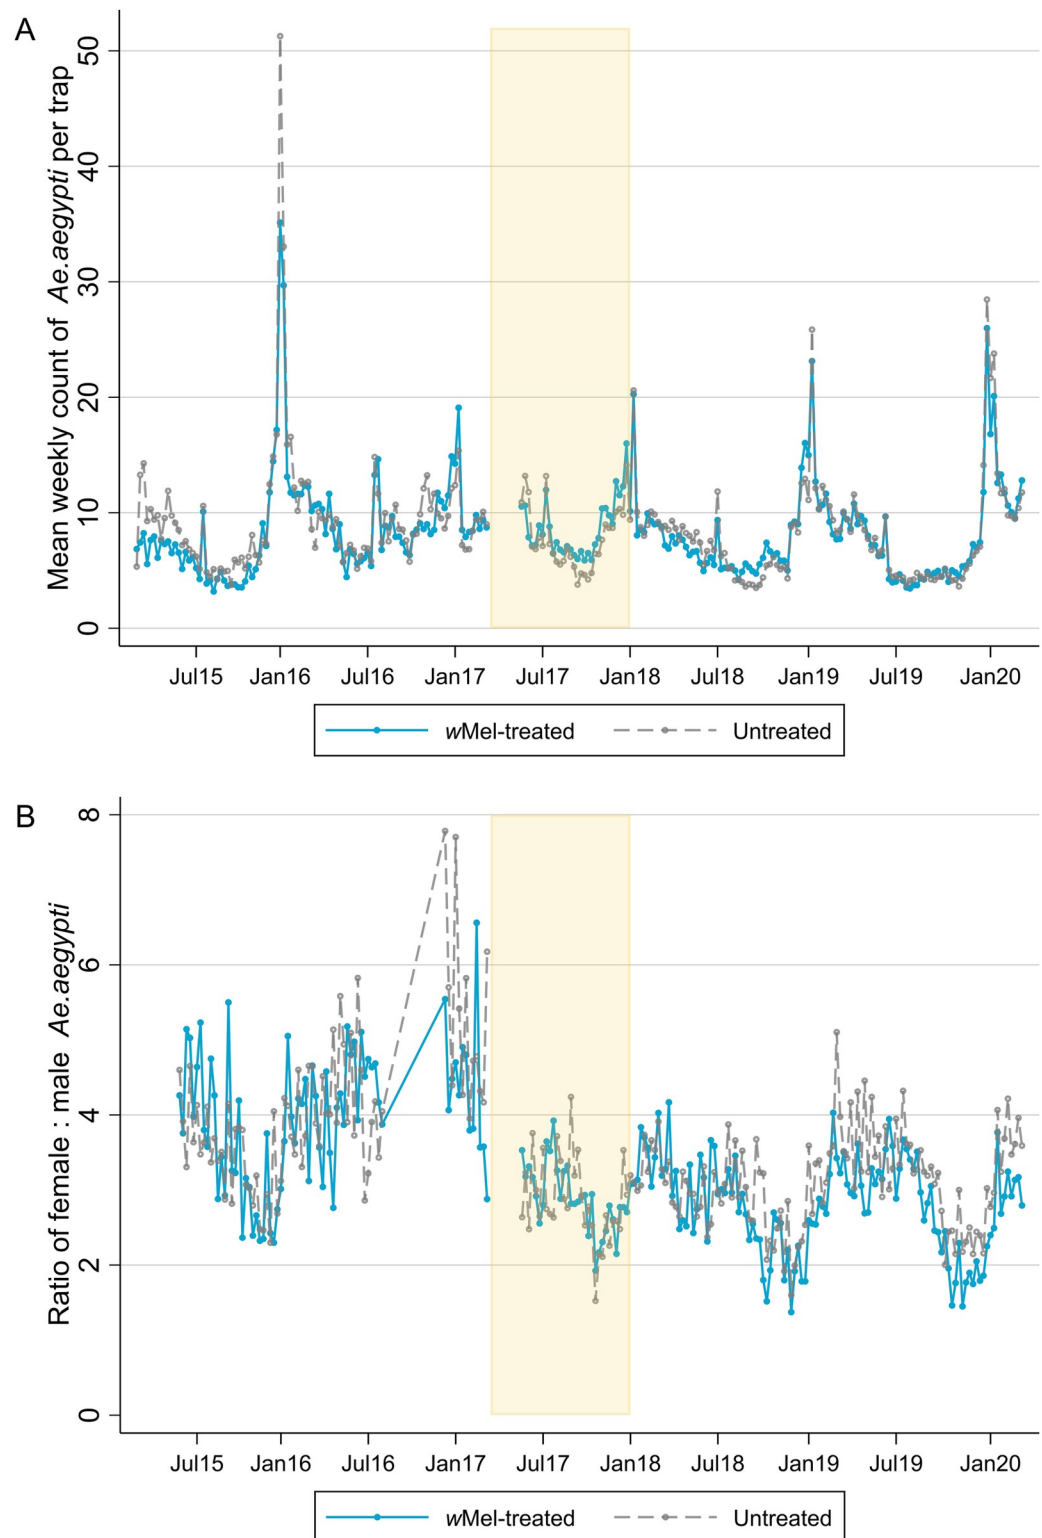 A
Mean weekly count of Ae.aegypti per trap
50
40
30
20
10
0
Jul15 Jan16 Jul16 Jan17 Jul17 Jan18 Jul18 Jan19 Jul19 Jan20
wMel-treated Untreated
B
Ratio of female : male Ae.aegypti
8
6
4
2
0
Jul15 Jan16 Jul16 Jan17 Jul17 Jan18 Jul18 Jan19 Jul19 Jan20
wMel-treated Untreated